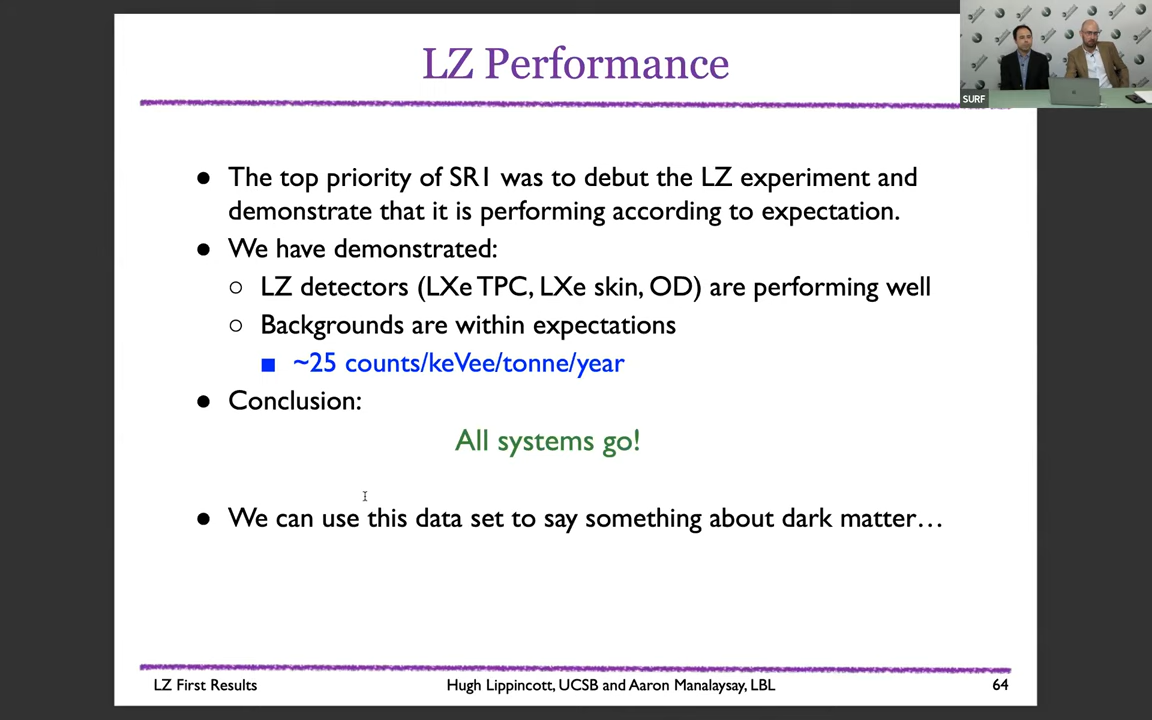 LZ Performance
SURF
● The top priority of SR1 was to debut the LZ experiment and
demonstrate that it is performing according to expectation.
● We have demonstrated:
○ LZ detectors (LXe TPC, LXe skin, OD) are performing well
○ Backgrounds are within expectations
■ ~25 counts/keVee/tonne/year
● Conclusion:
All systems go!
● We can use this data set to say something about dark matter…
LZ First Results
Hugh Lippincott, UCSB and Aaron Manalaysay, LBL
64